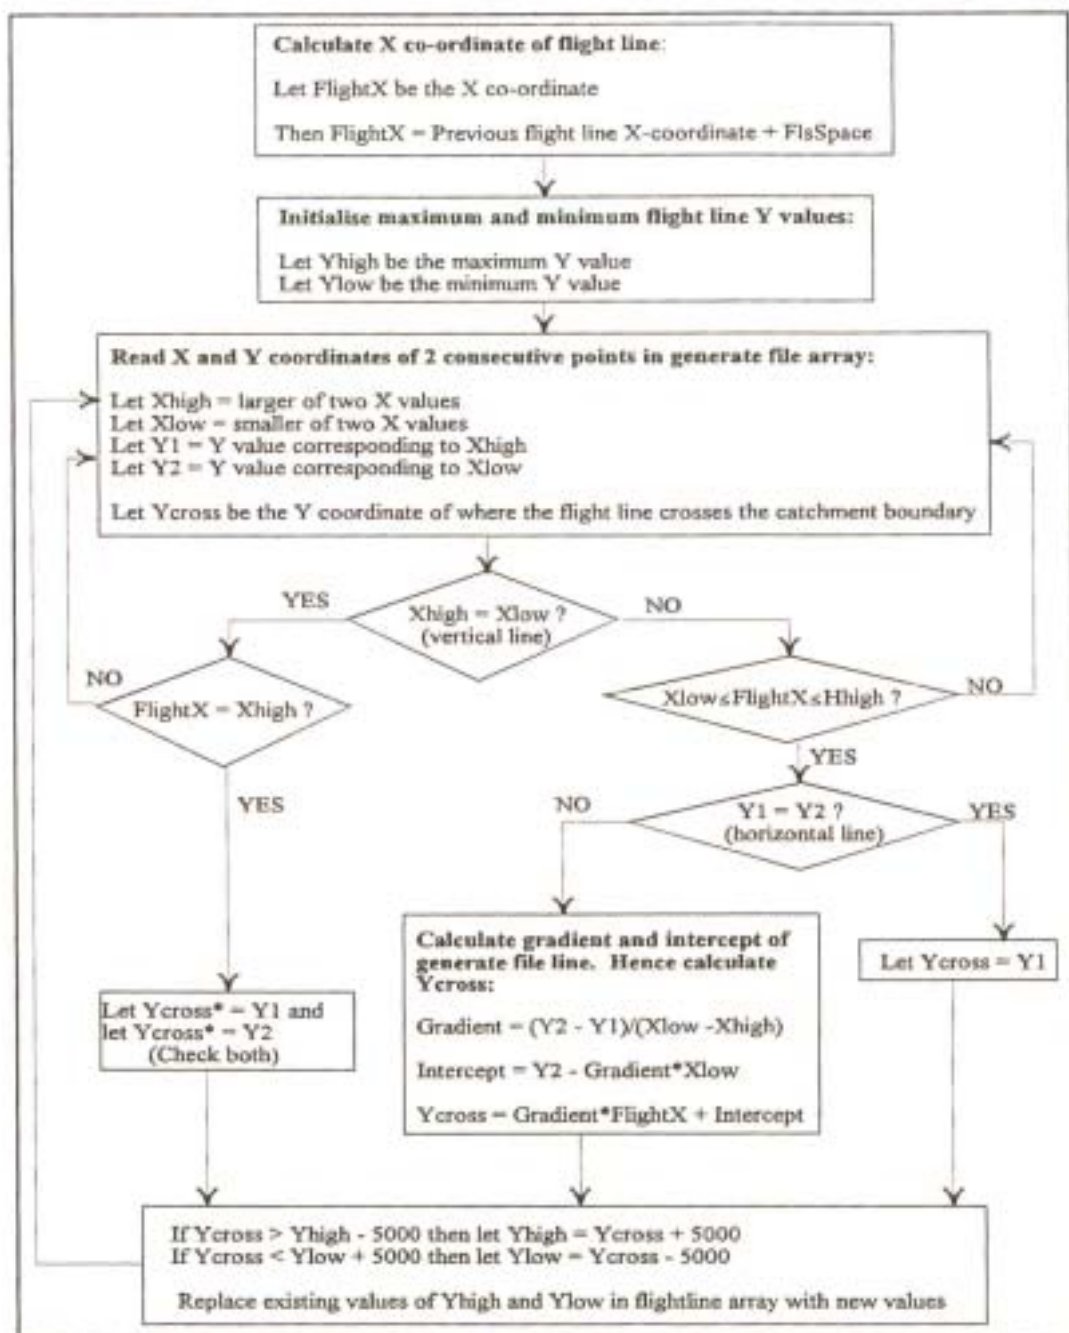 Calculate X co-ordinate of flight line:
Let FlightX be the X co-ordinate
Then FlightX = Previous flight line X-coordinate + FlsSpace
Initialise maximum and minimum flight line Y values:
Let Yhigh be the maximum Y value
Let Ylow be the minimum Y value
Read X and Y coordinates of 2 consecutive points in generate file array:
Let Xhigh = larger of two X values
Let Xlow = smaller of two X values
Let Y1 = Y value corresponding to Xhigh
Let Y2 = Y value corresponding to Xlow
Let Ycross be the Y coordinate of where the flight line crosses the catchment boundary
YES
Xhigh = Xlow ?
(vertical line)
NO
NO
FlightX = Xhigh ?
Xlow≤FlightX≤Hhigh ?
NO
YES
YES
NO
Y1 = Y2 ?
(horizontal line)
YES
Calculate gradient and intercept of
generate file line. Hence calculate
Ycross:
Gradient = (Y2 - Y1)/(Xlow -Xhigh)
Intercept = Y2 - Gradient*Xlow
Ycross = Gradient*FlightX + Intercept
Let Ycross = Y1
Let Ycross* = Y1 and
let Ycross* = Y2
(Check both)
If Ycross > Yhigh - 5000 then let Yhigh = Ycross + 5000
If Ycross < Ylow + 5000 then let Ylow = Ycross - 5000
Replace existing values of Yhigh and Ylow in flightline array with new values